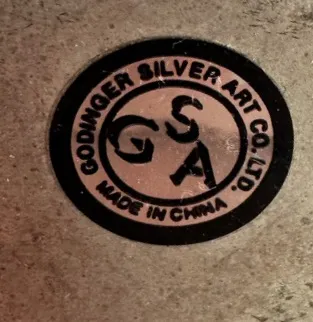 GODINGER SILVER ART CO. LTD.
GSA
MADE IN CHINA